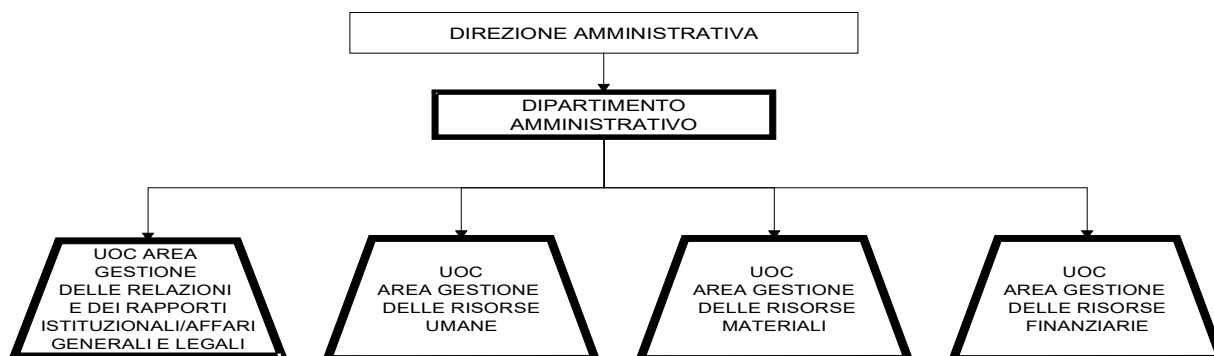 DIREZIONE AMMINISTRATIVA
DIPARTIMENTO
AMMINISTRATIVO
UOC AREA
GESTIONE
DELLE RELAZIONI
E DEI RAPPORTI
ISTITUZIONALI/AFFARI
GENERALI E LEGALI
UOC
AREA GESTIONE
DELLE RISORSE
UMANE
UOC
AREA GESTIONE
DELLE RISORSE
MATERIALI
UOC
AREA GESTIONE
DELLE RISORSE
FINANZIARIE